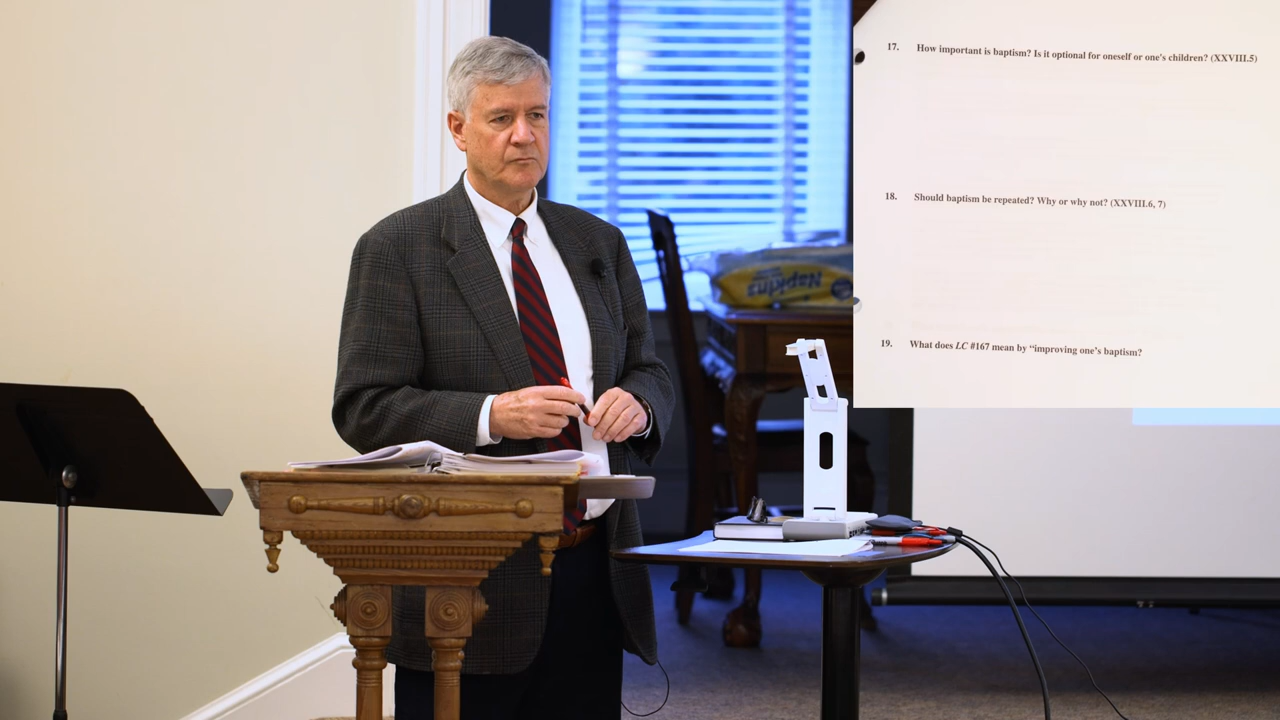 17. How important is baptism? Is it optional for oneself or one's children? (XXVIII.5)
18. Should baptism be repeated? Why or why not? (XXVIII.6, 7)
19. What does LC #167 mean by “improving one's baptism?
Napkins